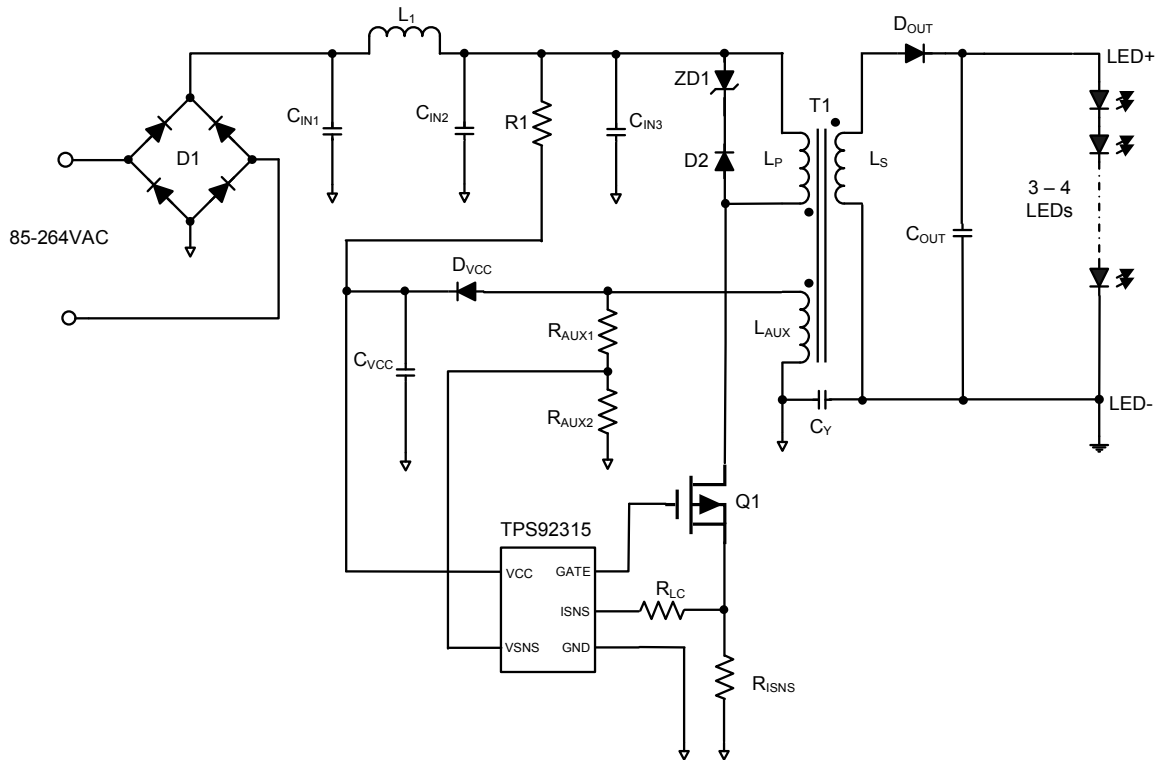 L1
DOUT
LED+
ZD1
T1
CIN1
CIN2
R1
CIN3
D1
D2
LP
LS
3 – 4
LEDs
85-264VAC
COUT
DVCC
RAUX1
LAUX
CVCC
RAUX2
CY
LED-
Q1
TPS92315
VCC
GATE
RLC
ISNS
VSNS
GND
RISNS